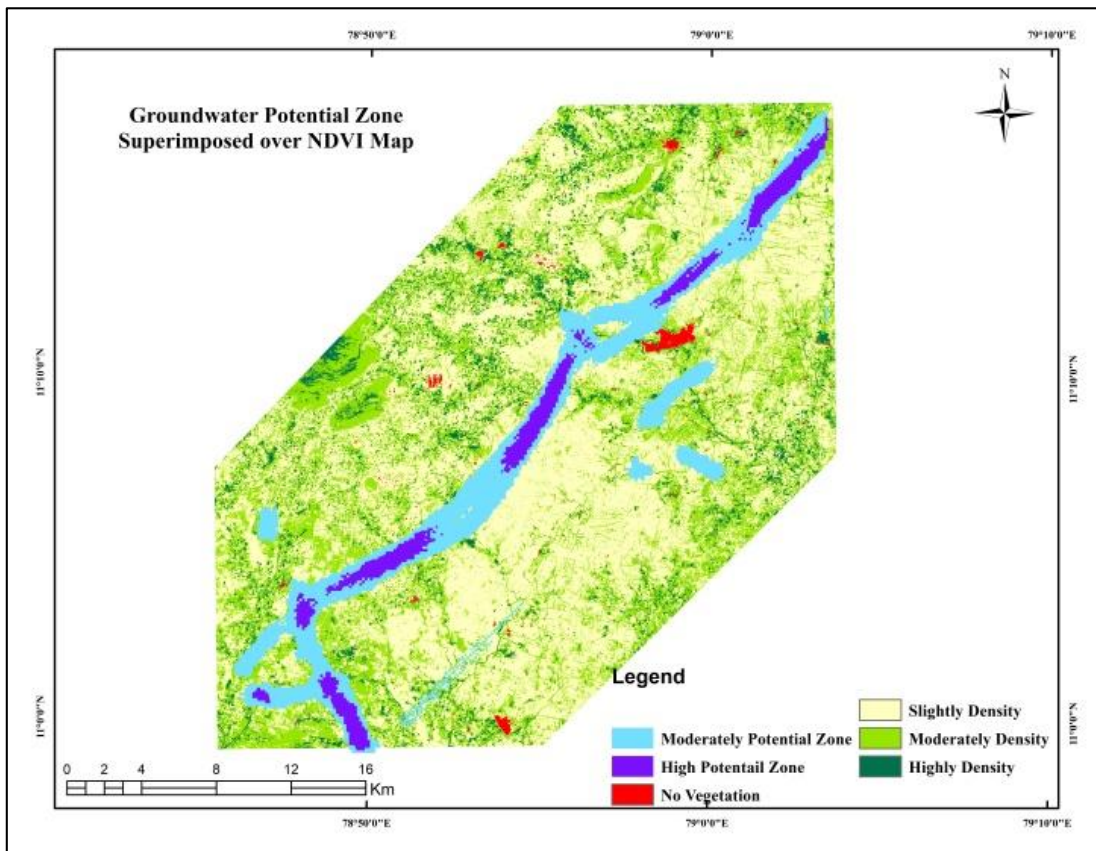 78°50'0"E
79°0'0"E
79°10'0"E
N
Groundwater Potential Zone
Superimposed over NDVI Map
11°10'0"N
11°10'0"N
11°0'0"N
11°0'0"N
Legend
Moderately Potential Zone
High Potentail Zone
No Vegetation
Slightly Density
Moderately Density
Highly Density
0 2 4 8 12 16
Km
78°50'0"E
79°0'0"E
79°10'0"E